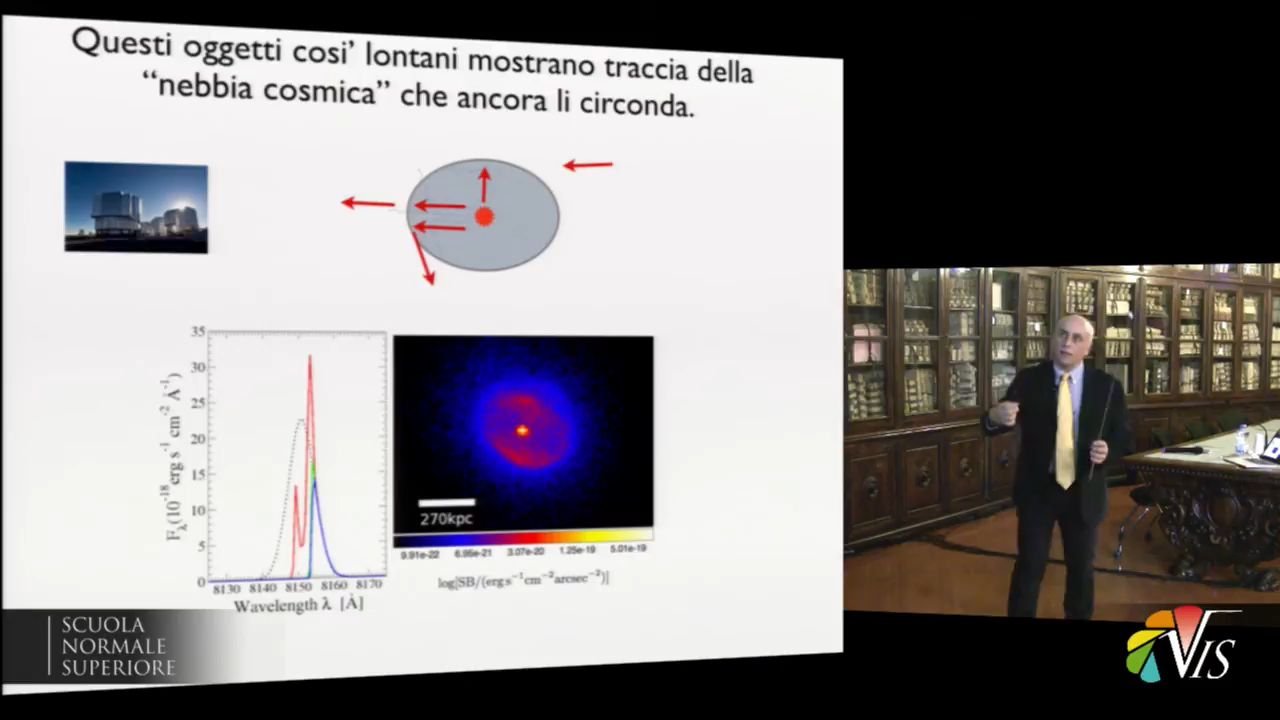 Questi oggetti cosi' lontani mostrano traccia della
“nebbia cosmica” che ancora li circonda.
35
30
25
20
15
10
5
0
F_λ(10^-18 erg s^-1 cm^-2 Å^-1)
8130 8140 8150 8160 8170
Wavelength λ [Å]
270kpc
9.91e-22 6.95e-21 3.07e-20 1.25e-19 5.01e-19
log[SB/(erg s^-1 cm^-2 arcsec^-2)]
SCUOLA
NORMALE
SUPERIORE
VIS